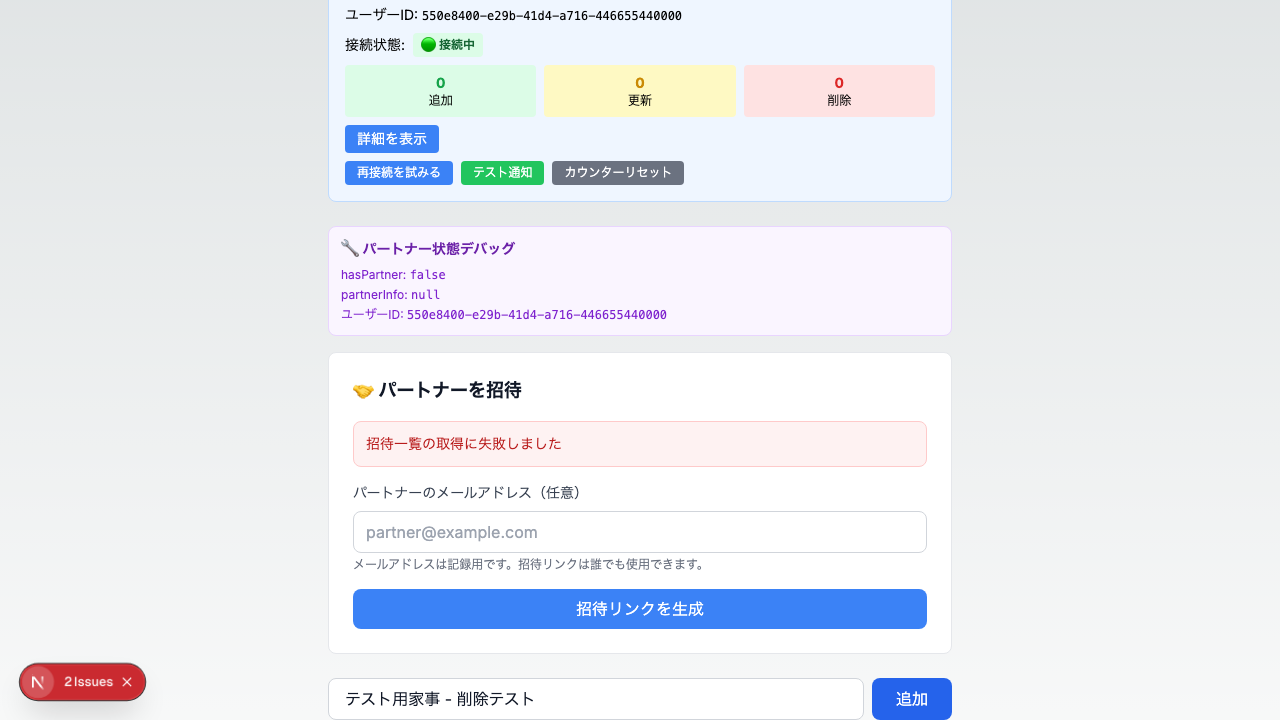 ユーザーID: 550e8400-e29b-41d4-a716-446655440000
接続状態: 接続中
0
追加
0
更新
0
削除
詳細を表示
再接続を試みる
テスト通知
カウンターリセット
パートナー状態デバッグ
hasPartner: false
partnerInfo: null
ユーザーID: 550e8400-e29b-41d4-a716-446655440000
パートナーを招待
招待一覧の取得に失敗しました
パートナーのメールアドレス（任意）
partner@example.com
メールアドレスは記録用です。招待リンクは誰でも使用できます。
招待リンクを生成
N 2 Issues ×
テスト用家事 - 削除テスト
追加